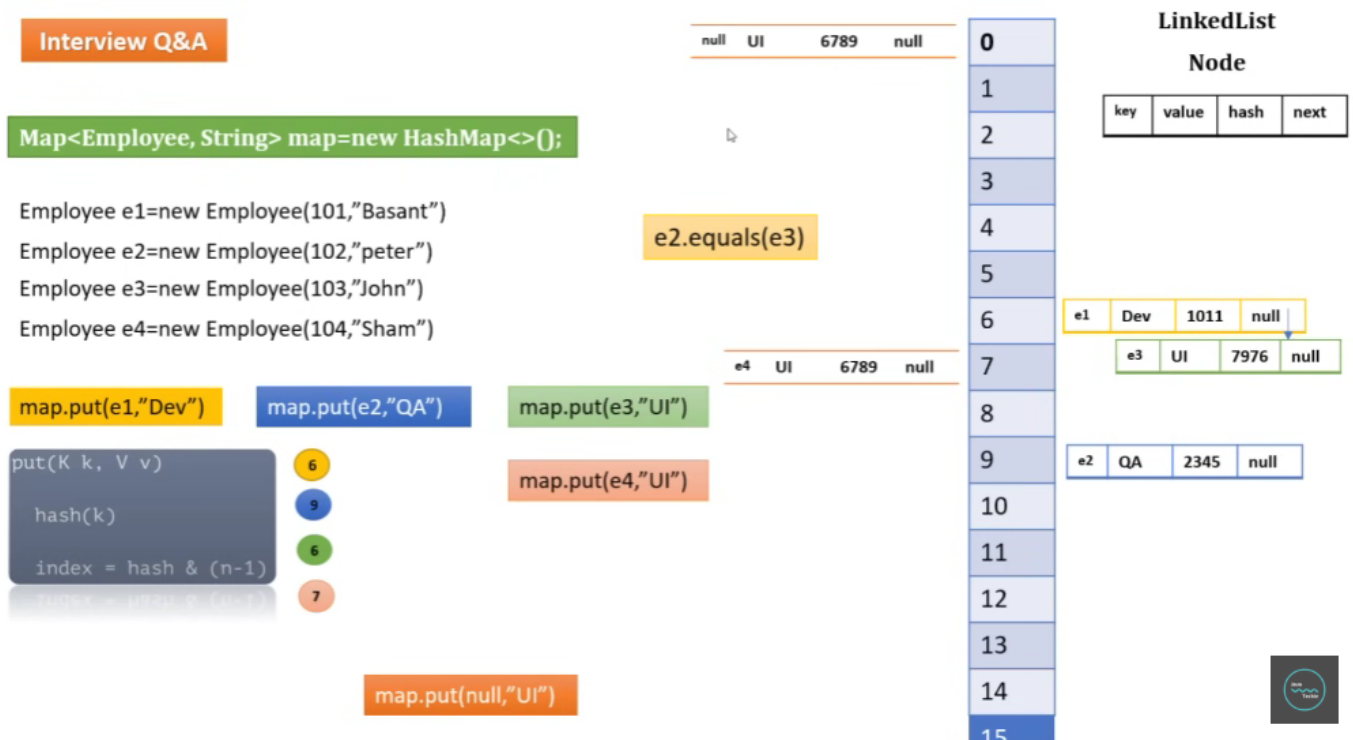 Interview Q&A
null UI 6789 null
LinkedList
Node
key value hash next
Map<Employee, String> map=new HashMap<>();
Employee e1=new Employee(101,”Basant”)
Employee e2=new Employee(102,”peter”)
Employee e3=new Employee(103,”John”)
Employee e4=new Employee(104,”Sham”)
e2.equals(e3)
0
1
2
3
4
5
6
7
8
9
10
11
12
13
14
15
e1 Dev 1011 null
e3 UI 7976 null
e4 UI 6789 null
e2 QA 2345 null
map.put(e1,”Dev”)
map.put(e2,”QA”)
map.put(e3,”UI”)
map.put(e4,”UI”)
put(K k, V v)
hash(k)
index = hash & (n-1)
6
9
6
7
map.put(null,”UI”)
Java
Techie